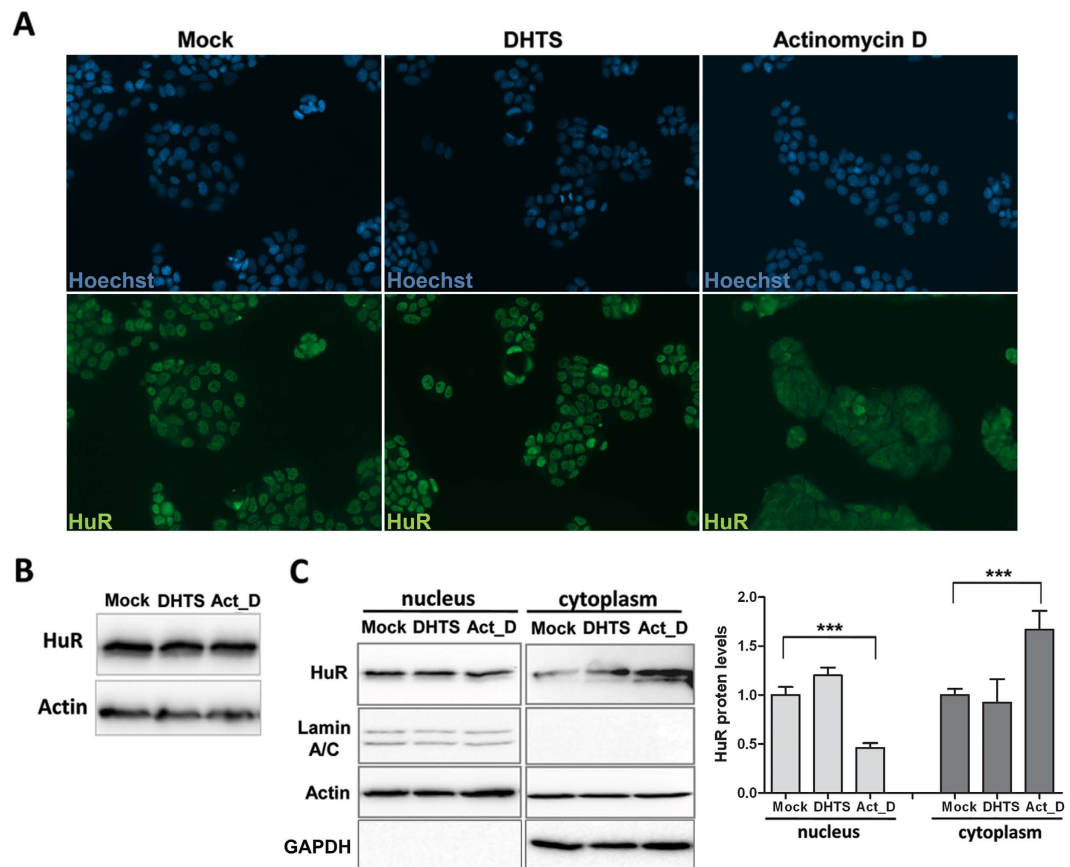 A
Mock DHTS Actinomycin D
Hoechst Hoechst Hoechst
HuR HuR HuR
B
Mock DHTS Act_D
HuR
Actin
C
nucleus cytoplasm
Mock DHTS Act_D Mock DHTS Act_D
HuR
Lamin
A/C
Actin
GAPDH
HuR proten levels
2.0
1.5
1.0
0.5
0.0
*** ***
Mock DHTS Act_D Mock DHTS Act_D
nucleus cytoplasm